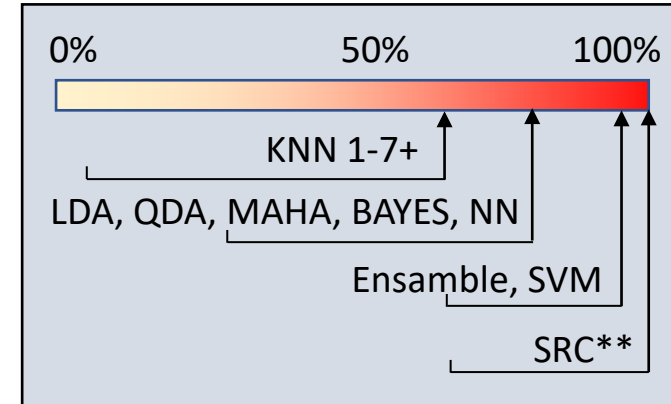 0% 50% 100%
KNN 1-7+
LDA, QDA, MAHA, BAYES, NN
Ensamble, SVM
SRC**